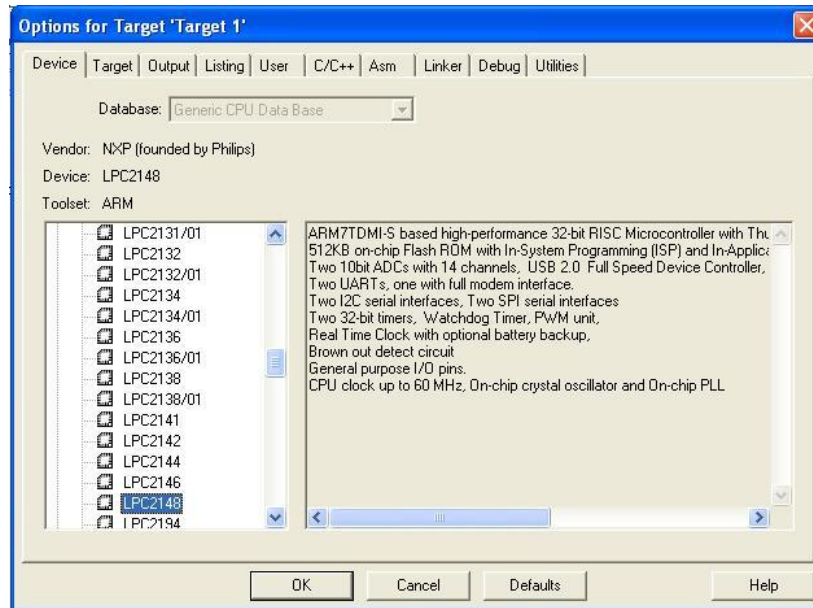 Options for Target 'Target 1'
Device Target Output Listing User C/C++ Asm Linker Debug Utilities
Database: Generic CPU Data Base
Vendor: NXP (founded by Philips)
Device: LPC2148
Toolset: ARM
LPC2131/01
LPC2132
LPC2132/01
LPC2134
LPC2134/01
LPC2136
LPC2136/01
LPC2138
LPC2138/01
LPC2141
LPC2142
LPC2144
LPC2146
LPC2148
LPC2194
ARM7TDMI-S based high-performance 32-bit RISC Microcontroller with
512KB on-chip Flash ROM with In-System Programming (ISP) and
Two 10bit ADCs with 14 channels, USB 2.0 Full Speed Device Controller,
Two UARTs, one with full modem interface.
Two I2C serial interfaces, Two SPI serial interfaces
Two 32-bit timers, Watchdog Timer, PWM unit,
Real Time Clock with optional battery backup,
Brown out detect circuit
General purpose I/O pins.
CPU clock up to 60 MHz, On-chip crystal oscillator and On-chip PLL
OK Cancel Defaults Help